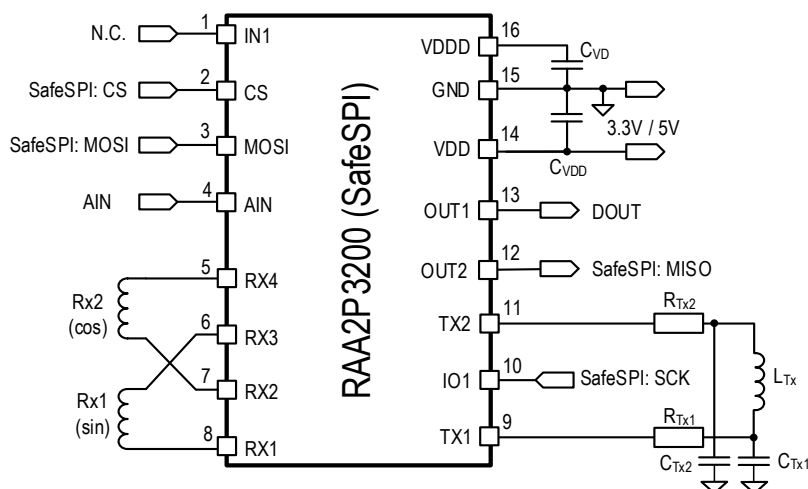 N.C.
1
IN1
SafeSPI: CS
2
CS
SafeSPI: MOSI
3
MOSI
AIN
4
AIN
5
RX4
Rx2
(cos)
6
RX3
7
RX2
Rx1
(sin)
8
RX1
RAA2P3200 (SafeSPI)
16
VDDD
CVD
15
GND
14
VDD
3.3V / 5V
CVDD
13
OUT1
DOUT
12
OUT2
SafeSPI: MISO
11
TX2
RTx2
10
IO1
SafeSPI: SCK
LTx
9
TX1
RTx1
CTx2
CTx1